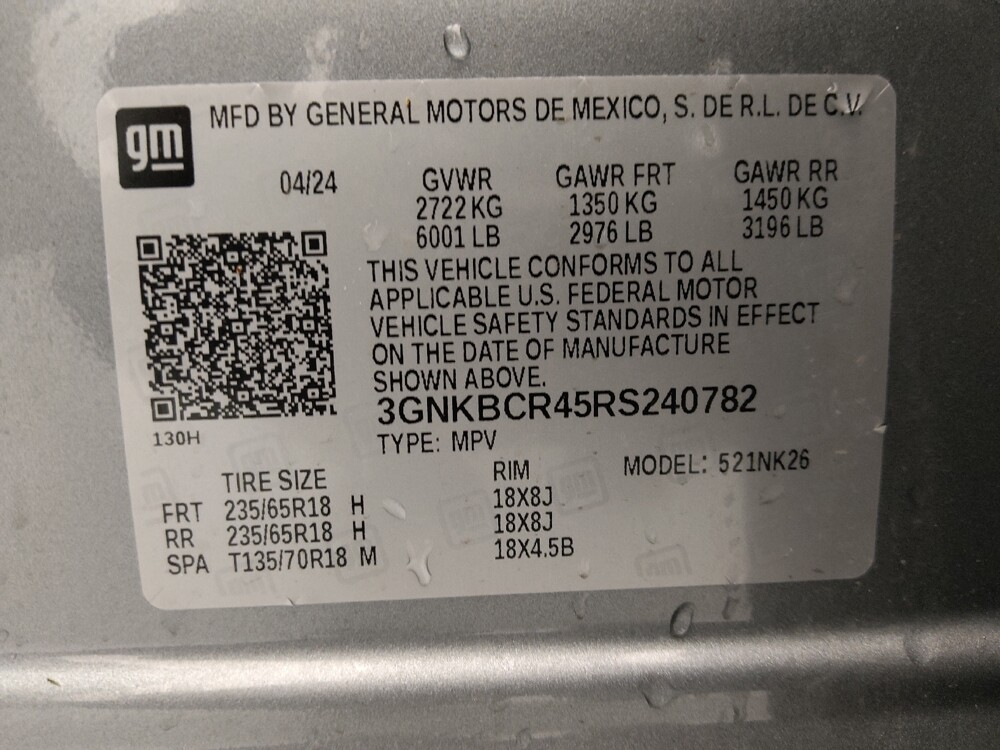 gm
MFD BY GENERAL MOTORS DE MEXICO, S. DE R.L. DE C.V.
04/24 GVWR GAWR FRT GAWR RR
2722 KG 1350 KG 1450 KG
6001 LB 2976 LB 3196 LB
THIS VEHICLE CONFORMS TO ALL
APPLICABLE U.S. FEDERAL MOTOR
VEHICLE SAFETY STANDARDS IN EFFECT
ON THE DATE OF MANUFACTURE
SHOWN ABOVE.
3GNKBCR45RS240782
130H
TYPE: MPV
TIRE SIZE RIM MODEL: 521NK26
FRT 235/65R18 H 18X8J
RR 235/65R18 H 18X8J
SPA T135/70R18 M 18X4.5B